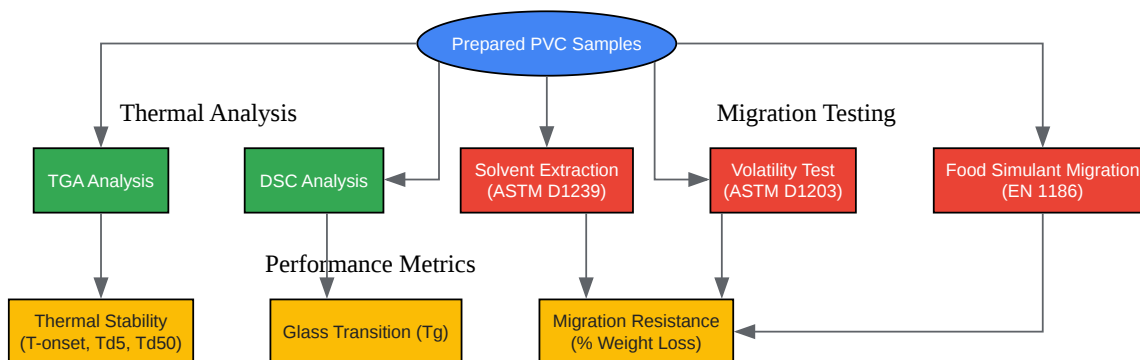 Prepared PVC Samples
Thermal Analysis
Migration Testing
TGA Analysis
DSC Analysis
Solvent Extraction
(ASTM D1239)
Volatility Test
(ASTM D1203)
Food Simulant Migration
(EN 1186)
Performance Metrics
Thermal Stability
(T-onset, Td5, Td50)
Glass Transition (Tg)
Migration Resistance
(% Weight Loss)